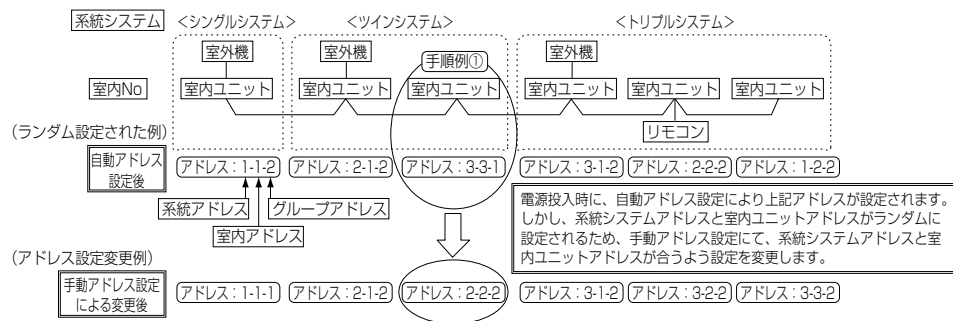 系統システム
<シングルシステム>
<ツインシステム>
<トリプルシステム>
室外機
室外機
手順例①
室外機
室内No
室内ユニット
室内ユニット
室内ユニット
室内ユニット
室内ユニット
室内ユニット
リモコン
(ランダム設定された例)
自動アドレス
設定後
アドレス:1-1-2
アドレス:2-1-2
アドレス:3-3-1
アドレス:3-1-2
アドレス:2-2-2
アドレス:1-2-2
系統アドレス
グループアドレス
室内アドレス
電源投入時に、自動アドレス設定により上記アドレスが設定されます。
しかし、系統システムアドレスと室内ユニットアドレスがランダムに
設定されるため、手動アドレス設定にて、系統システムアドレスと室
内ユニットアドレスが合うよう設定を変更します。
(アドレス設定変更例)
手動アドレス設定
による変更後
アドレス:1-1-1
アドレス:2-1-2
アドレス:2-2-2
アドレス:3-1-2
アドレス:3-2-2
アドレス:3-3-2